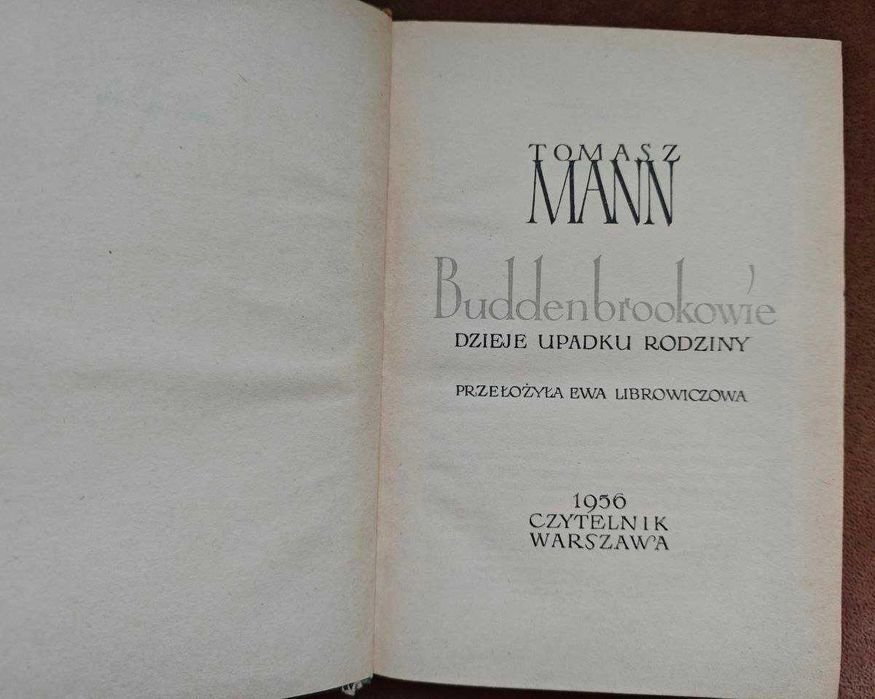 TOMASZ
MANN
Buddenbrookowie
DZIEJE UPADKU RODZINY
PRZEŁOŻYŁA EWA LIBROWICZOWA
1956
CZYTELNIK
WARSZAWA